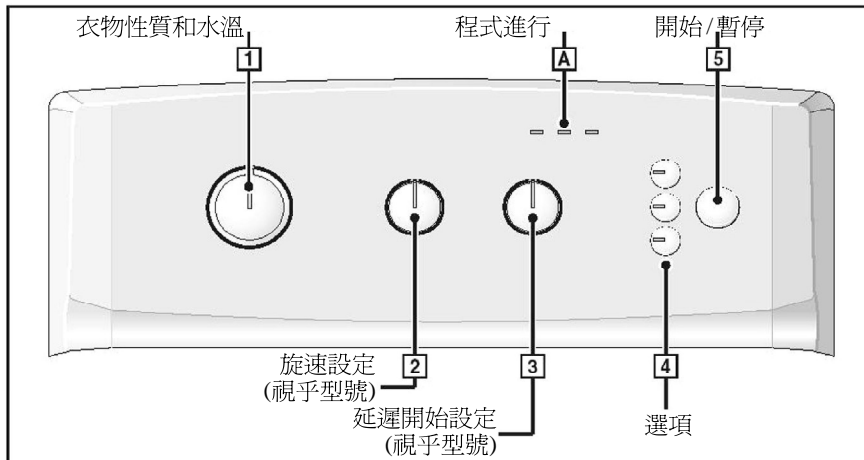 衣物性質和水溫
程式進行
開始/暫停
1
A
5
2
3
4
旋速設定
(視乎型號)
延遲開始設定
(視乎型號)
選項